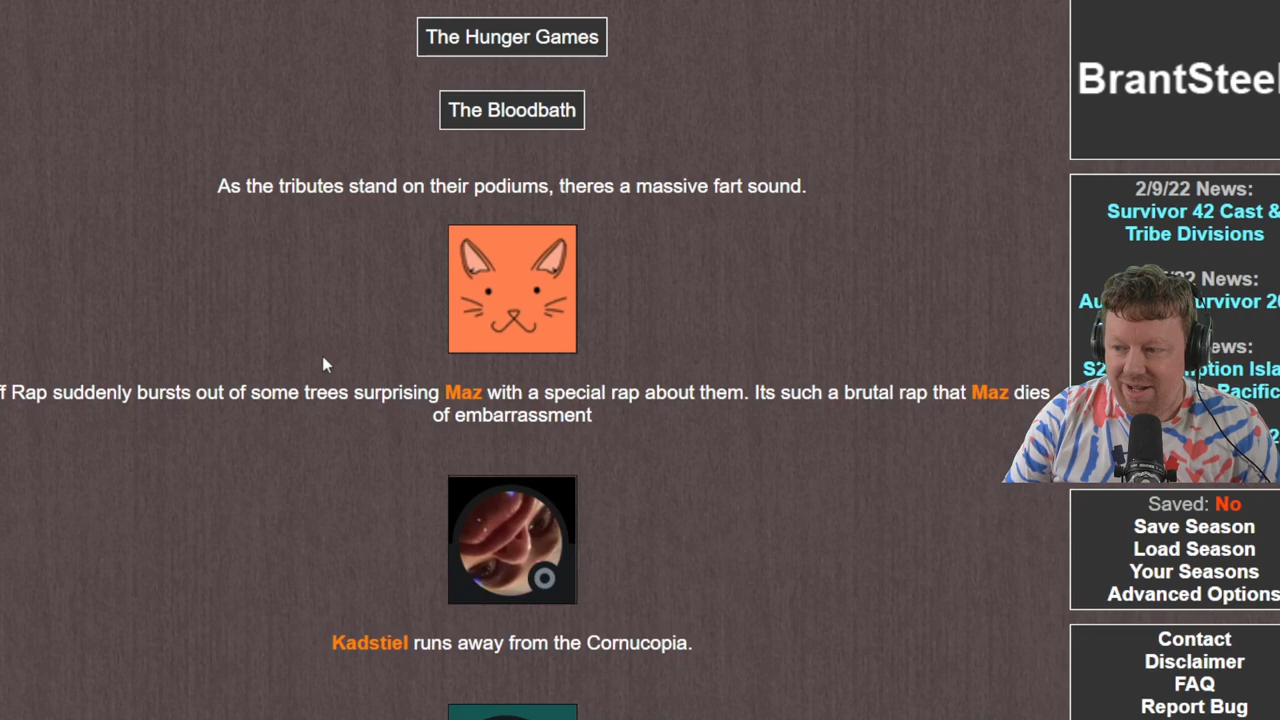 The Hunger Games
The Bloodbath
As the tributes stand on their podiums, theres a massive fart sound.
Rap suddenly bursts out of some trees surprising Maz with a special rap about them. Its such a brutal rap that Maz dies
of embarrassment
Kadstiel runs away from the Cornucopia.
BrantSteel
2/9/22 News:
Survivor 42 Cast &
Tribe Divisions
News:
Saved: No
Save Season
Load Season
Your Seasons
Advanced Options
Contact
Disclaimer
FAQ
Report Bug